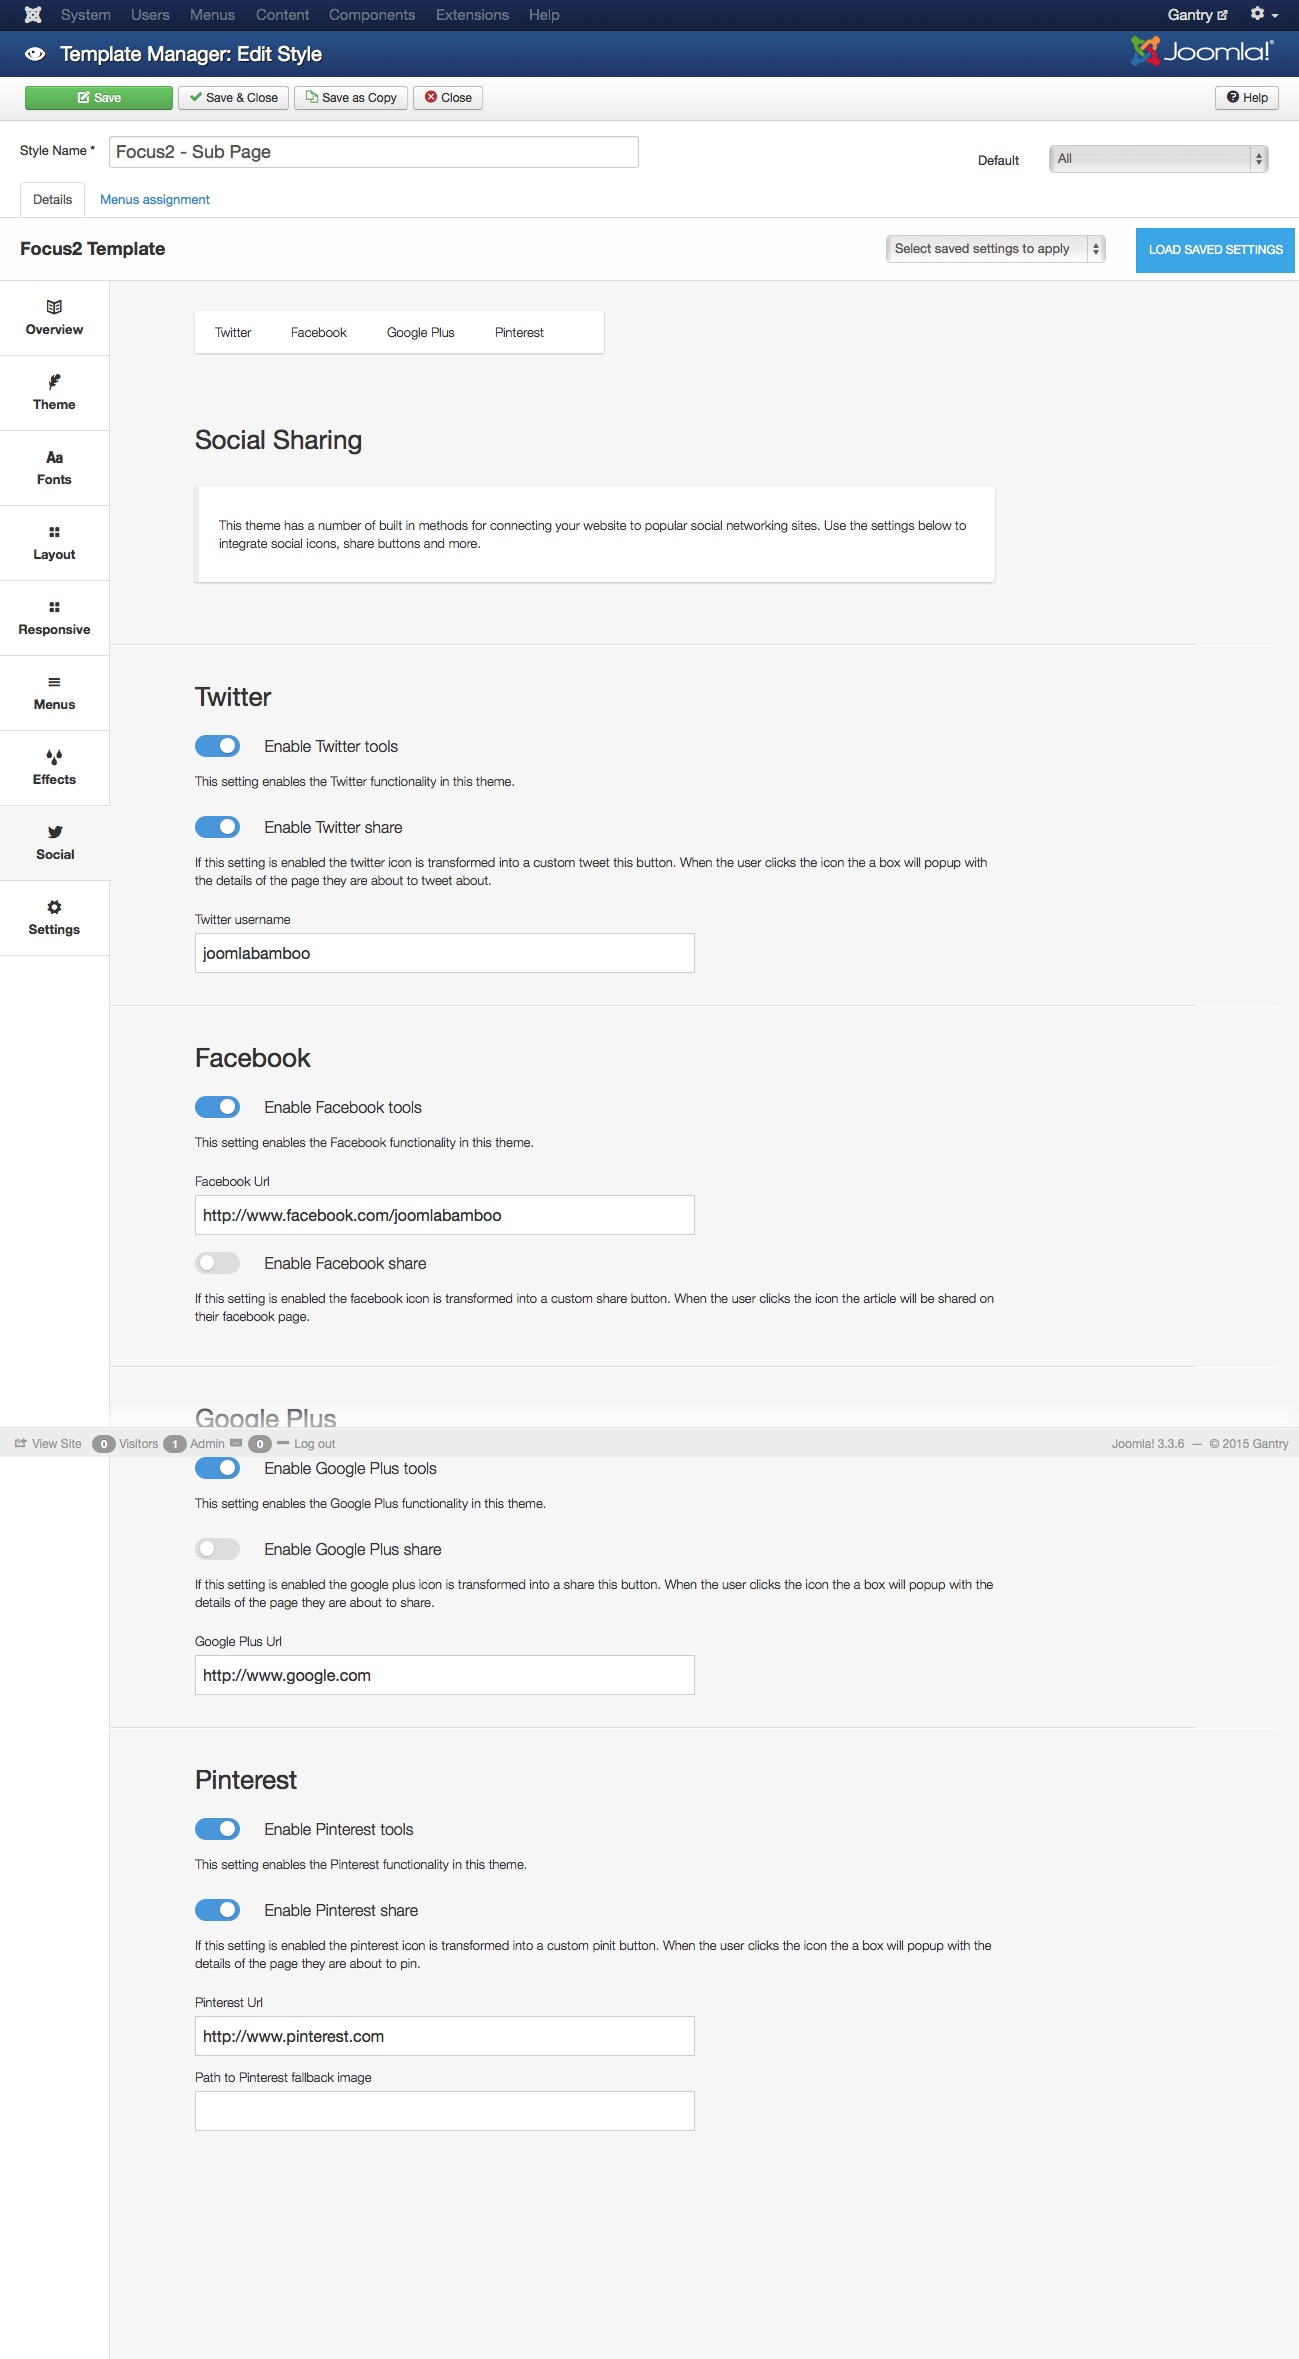 System Users Menus Content Components Extensions Help Gantry
Template Manager: Edit Style Joomla!®
Save Save & Close Save as Copy Close Help
Style Name * Focus2 - Sub Page
Default All
Details Menus assignment
Focus2 Template Select saved settings to apply LOAD SAVED SETTINGS
Overview
Theme
Aa
Fonts
Layout
Responsive
Menus
Effects
Social
Settings
Twitter Facebook Google Plus Pinterest
Social Sharing
This theme has a number of built in methods for connecting your website to popular social networking sites. Use the settings below to
integrate social icons, share buttons and more.
Twitter
Enable Twitter tools
This setting enables the Twitter functionality in this theme.
Enable Twitter share
If this setting is enabled the twitter icon is transformed into a custom tweet this button. When the user clicks the icon the a box will popup with
the details of the page they are about to tweet about.
Twitter username
joomlabamboo
Facebook
Enable Facebook tools
This setting enables the Facebook functionality in this theme.
Facebook Url
http://www.facebook.com/joomlabamboo
Enable Facebook share
If this setting is enabled the facebook icon is transformed into a custom share button. When the user clicks the icon the article will be shared on
their facebook page.
Google Plus
View Site 0 Visitors 1 Admin 0 Log out Joomla! 3.3.6 — © 2015 Gantry
Enable Google Plus tools
This setting enables the Google Plus functionality in this theme.
Enable Google Plus share
If this setting is enabled the google plus icon is transformed into a share this button. When the user clicks the icon the a box will popup with the
details of the page they are about to share.
Google Plus Url
http://www.google.com
Pinterest
Enable Pinterest tools
This setting enables the Pinterest functionality in this theme.
Enable Pinterest share
If this setting is enabled the pinterest icon is transformed into a custom pinit button. When the user clicks the icon the a box will popup with the
details of the page they are about to pin.
Pinterest Url
http://www.pinterest.com
Path to Pinterest fallback image